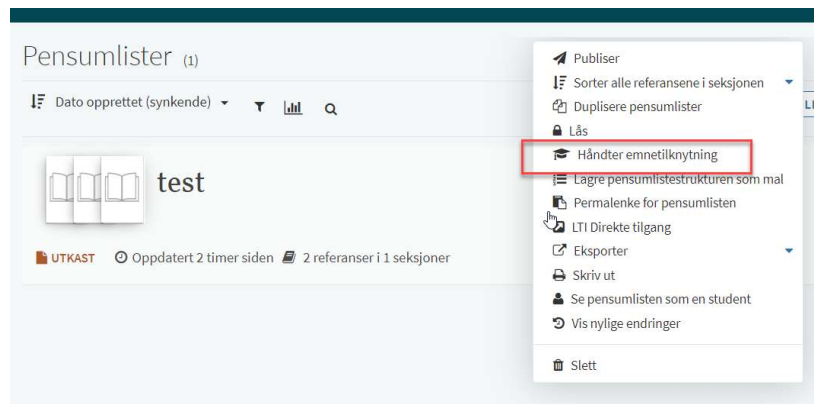 Pensumlister (1)
Dato opprettet (synkende)
test
UTKAST Oppdatert 2 timer siden 2 referanser i 1 seksjoner
Publiser
Sorter alle referansene i seksjonen
Duplisere pensumlister
Lås
Håndter emnetilknytning
Lagre pensumlistestrukturen som mal
Permalenke for pensumlisten
LTI Direkte tilgang
Eksporter
Skriv ut
Se pensumlisten som en student
Vis nylige endringer
Slett